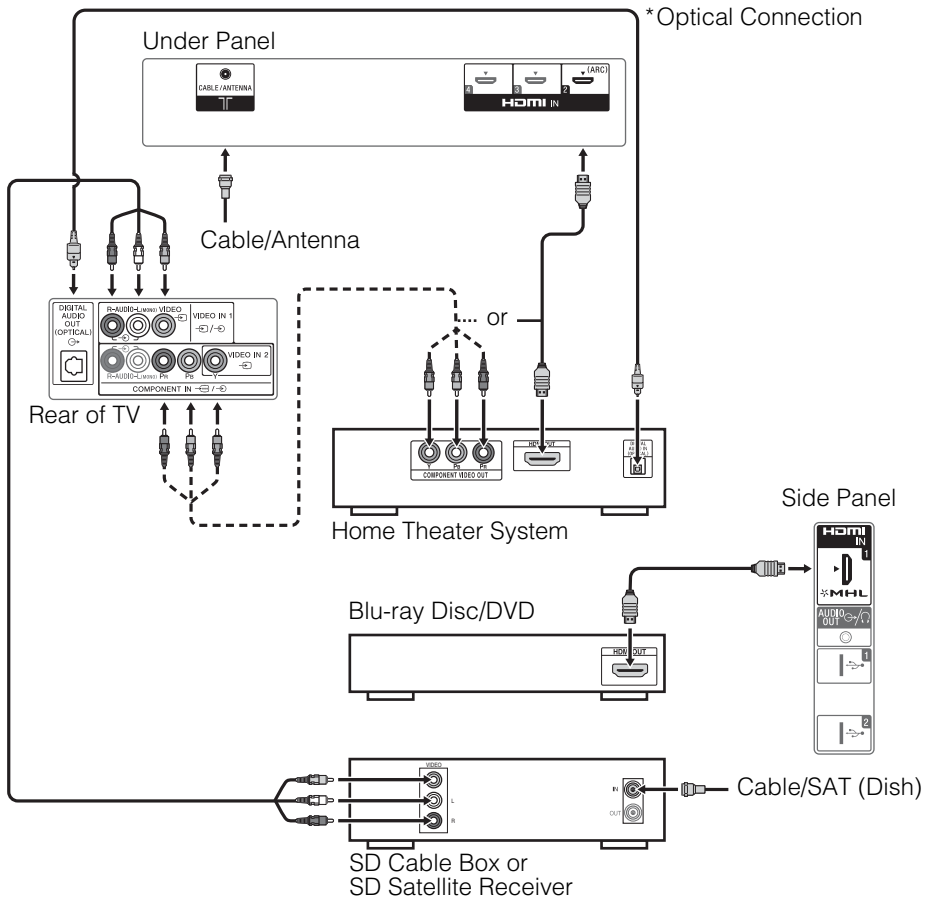 *Optical Connection
Under Panel
CABLE/ANTENNA
4
3
2
(ARC)
HDMI IN
Cable/Antenna
DIGITAL
AUDIO
OUT
(OPTICAL)
R-AUDIO-L(MONO) VIDEO
VIDEO IN 1
VIDEO IN 2
R-AUDIO-L(MONO) PR PB Y
COMPONENT IN
Rear of TV
or
Y PB PR
COMPONENT VIDEO OUT
HDMI OUT
DIGITAL
AUDIO IN
(OPTICAL)
Home Theater System
Side Panel
HDMI
IN
1
MHL
AUDIO
OUT
1
2
Blu-ray Disc/DVD
HDMI OUT
VIDEO
L
R
IN
OUT
Cable/SAT (Dish)
SD Cable Box or
SD Satellite Receiver